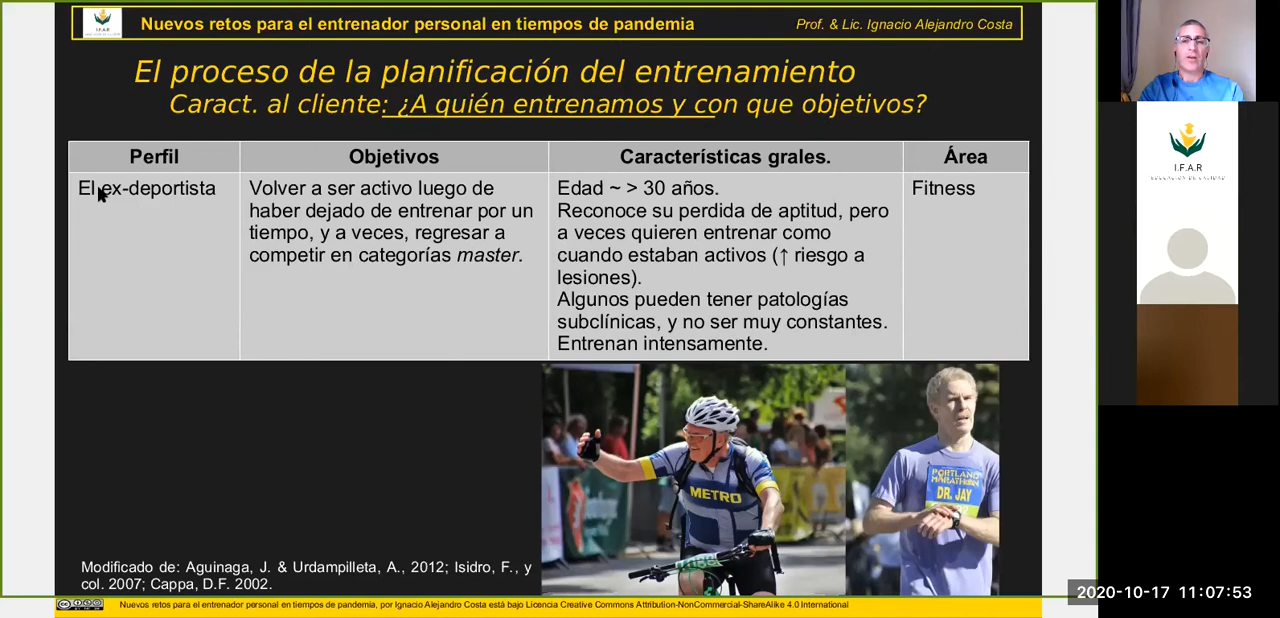 I.F.A.R
Nuevos retos para el entrenador personal en tiempos de pandemia
Prof. & Lic. Ignacio Alejandro Costa
El proceso de la planificación del entrenamiento
Caract. al cliente: ¿A quién entrenamos y con que objetivos?
Perfil
Objetivos
Características grales.
Área
El ex-deportista
Volver a ser activo luego de
haber dejado de entrenar por un
tiempo, y a veces, regresar a
competir en categorías master.
Edad ~ > 30 años.
Reconoce su perdida de aptitud, pero
a veces quieren entrenar como
cuando estaban activos (↑ riesgo a
lesiones).
Algunos pueden tener patologías
subclínicas, y no ser muy constantes.
Entrenan intensamente.
Fitness
METRO
PORTLAND
MARATHON
DR. JAY
Modificado de: Aguinaga, J. & Urdampilleta, A., 2012; Isidro, F., y
col. 2007; Cappa, D.F. 2002.
Nuevos retos para el entrenador personal en tiempos de pandemia, por Ignacio Alejandro Costa está bajo Licencia Creative Commons Attribution-NonCommercial-ShareAlike 4.0 International
I.F.A.R
2020-10-17 11:07:53